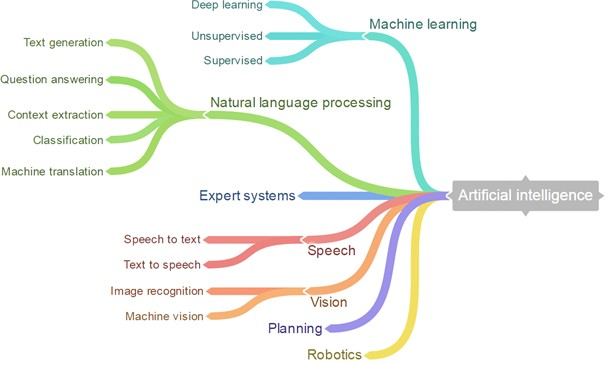 Deep learning
Machine learning
Unsupervised
Supervised
Text generation
Question answering
Natural language processing
Context extraction
Classification
Machine translation
Expert systems
Artificial intelligence
Speech to text
Speech
Text to speech
Image recognition
Vision
Machine vision
Planning
Robotics